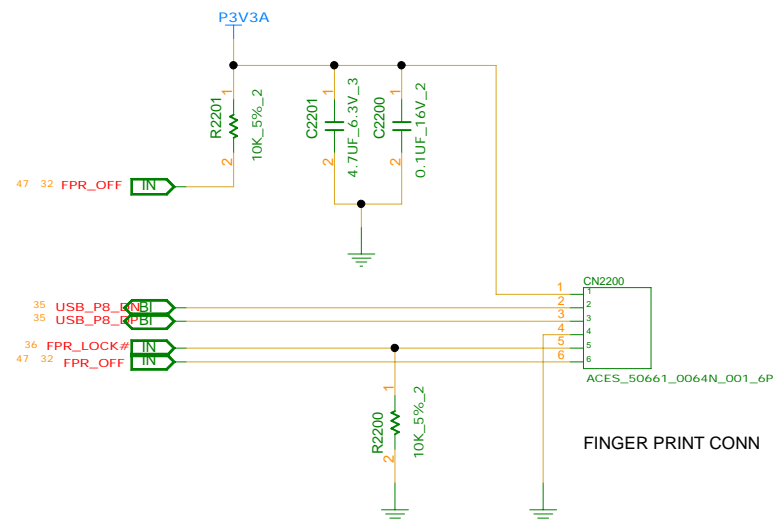 P3V3A
1
R2201
10K_5%_2
2
1
C2201
4.7UF_6.3V_3
2
1
C2200
0.1UF_16V_2
2
47 32 FPR_OFF IN
CN2200
1 1
35 USB_P8_DN BI 2 2
35 USB_P8_DP BI 3 3
4 4
36 FPR_LOCK# IN 5 5
47 32 FPR_OFF IN 6 6
ACES_50661_0064N_001_6P
1
R2200
10K_5%_2
2
FINGER PRINT CONN